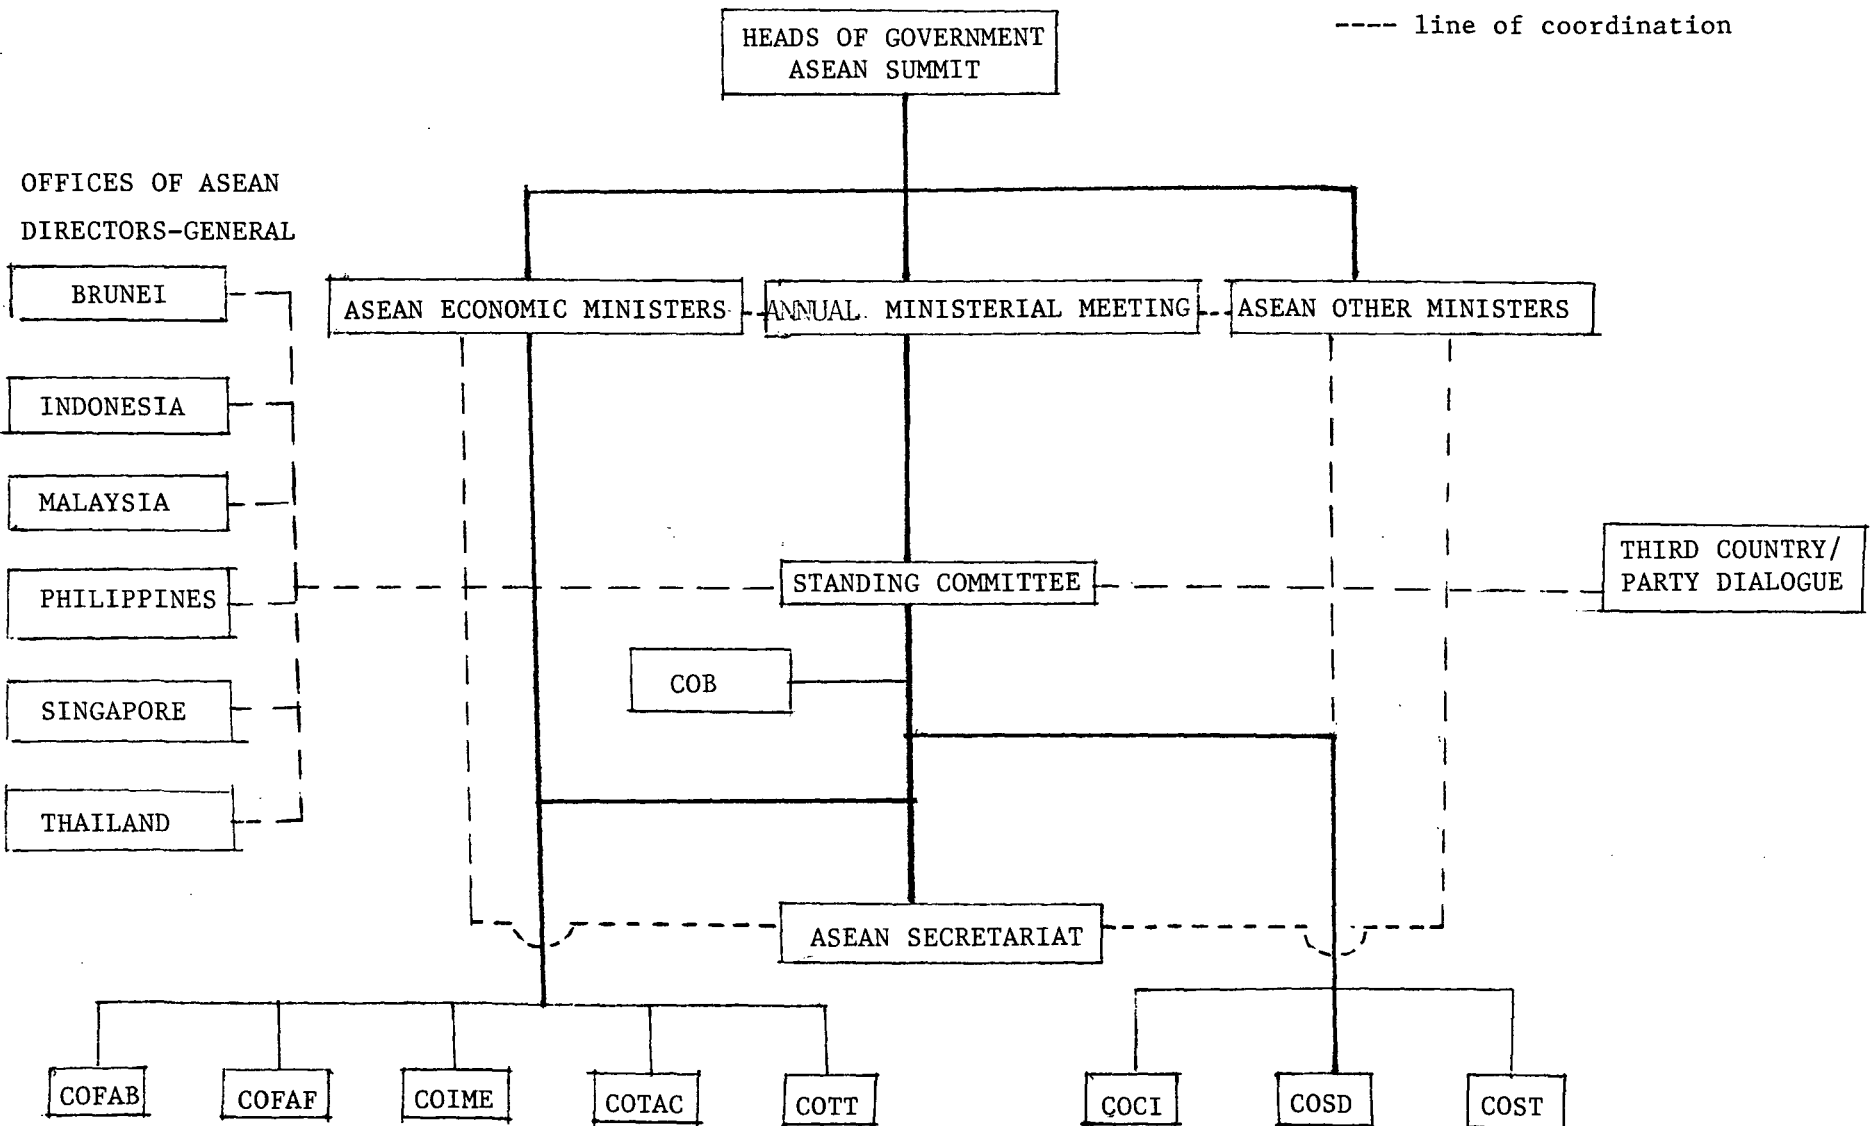 HEADS OF GOVERNMENT
ASEAN SUMMIT
---- line of coordination
OFFICES OF ASEAN
DIRECTORS-GENERAL
BRUNEI
INDONESIA
MALAYSIA
PHILIPPINES
SINGAPORE
THAILAND
ASEAN ECONOMIC MINISTERS
ANNUAL MINISTERIAL MEETING
ASEAN OTHER MINISTERS
STANDING COMMITTEE
THIRD COUNTRY/
PARTY DIALOGUE
COB
ASEAN SECRETARIAT
COFAB
COFAF
COIME
COTAC
COTT
COCI
COSD
COST